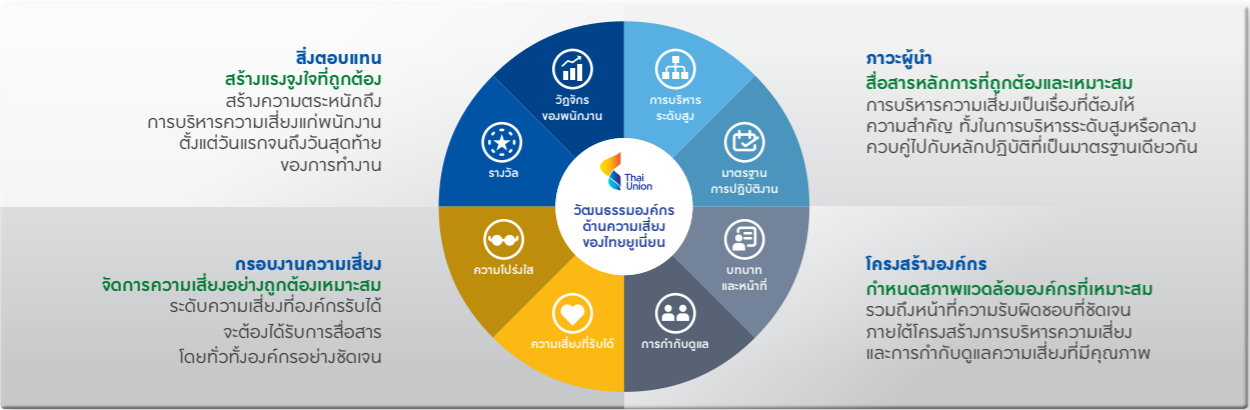 สิ่งตอบแทน
สร้างแรงจูงใจที่ถูกต้อง
สร้างความตระหนักถึง
การบริหารความเสี่ยงแก่พนักงาน
ตั้งแต่วันแรกจนถึงวันสุดท้าย
ของการทำงาน
กรอบงานความเสี่ยง
จัดการความเสี่ยงอย่างถูกต้องเหมาะสม
ระดับความเสี่ยงที่องค์กรรับได้
จะต้องได้รับการสื่อสาร
โดยทั่วทั้งองค์กรอย่างชัดเจน
วัฏจักร
ของพนักงาน
การบริหาร
ระดับสูง
รางวัล
มาตรฐาน
การปฏิบัติงาน
Thai
Union
วัฒนธรรมองค์กร
ด้านความเสี่ยง
ของไทยยูเนี่ยน
ความโปร่งใส
บทบาท
และหน้าที่
ความเสี่ยงที่รับได้
การกำกับดูแล
ภาวะผู้นำ
สื่อสารหลักการที่ถูกต้องและเหมาะสม
การบริหารความเสี่ยงเป็นเรื่องที่ต้องให้
ความสำคัญ ทั้งในการบริหารระดับสูงหรือกลาง
ควบคู่ไปกับหลักปฏิบัติที่เป็นมาตรฐานเดียวกัน
โครงสร้างองค์กร
กำหนดสภาพแวดล้อมองค์กรที่เหมาะสม
รวมถึงหน้าที่ความรับผิดชอบที่ชัดเจน
ภายใต้โครงสร้างการบริหารความเสี่ยง
และการกำกับดูแลความเสี่ยงที่มีคุณภาพ